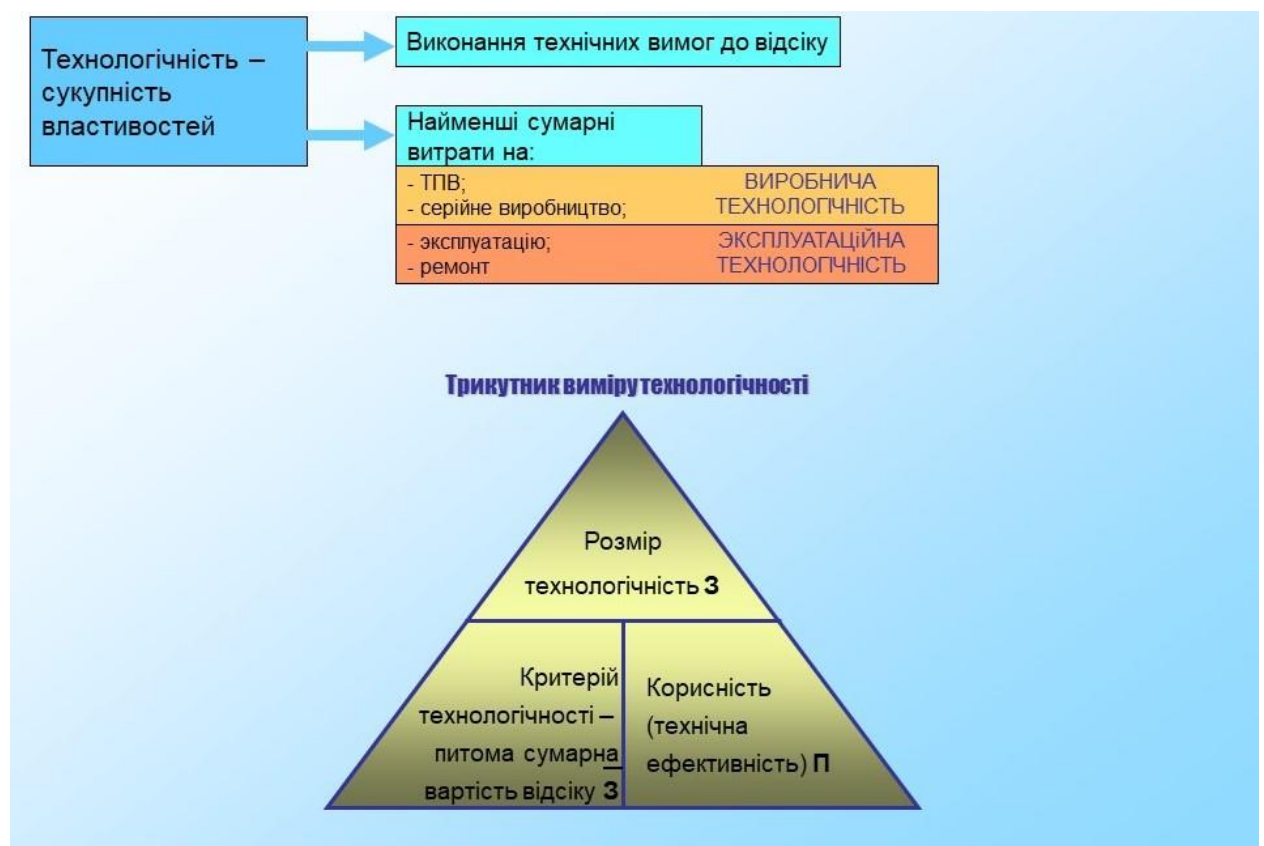 Технологічність –
сукупність
властивостей
Виконання технічних вимог до відсіку
Найменші сумарні
витрати на:
- ТПВ;
- серійне виробництво;
ВИРОБНИЧА
ТЕХНОЛОГІЧНІСТЬ
- эксплуатацію;
- ремонт
ЭКСПЛУАТАЦіЙНА
ТЕХНОЛОГІЧНІСТЬ
Трикутник виміру технологічності
Розмір
технологічність З
Критерій
технологічності –
питома сумарна
вартість відсіку З
Корисність
(технічна
ефективність) П